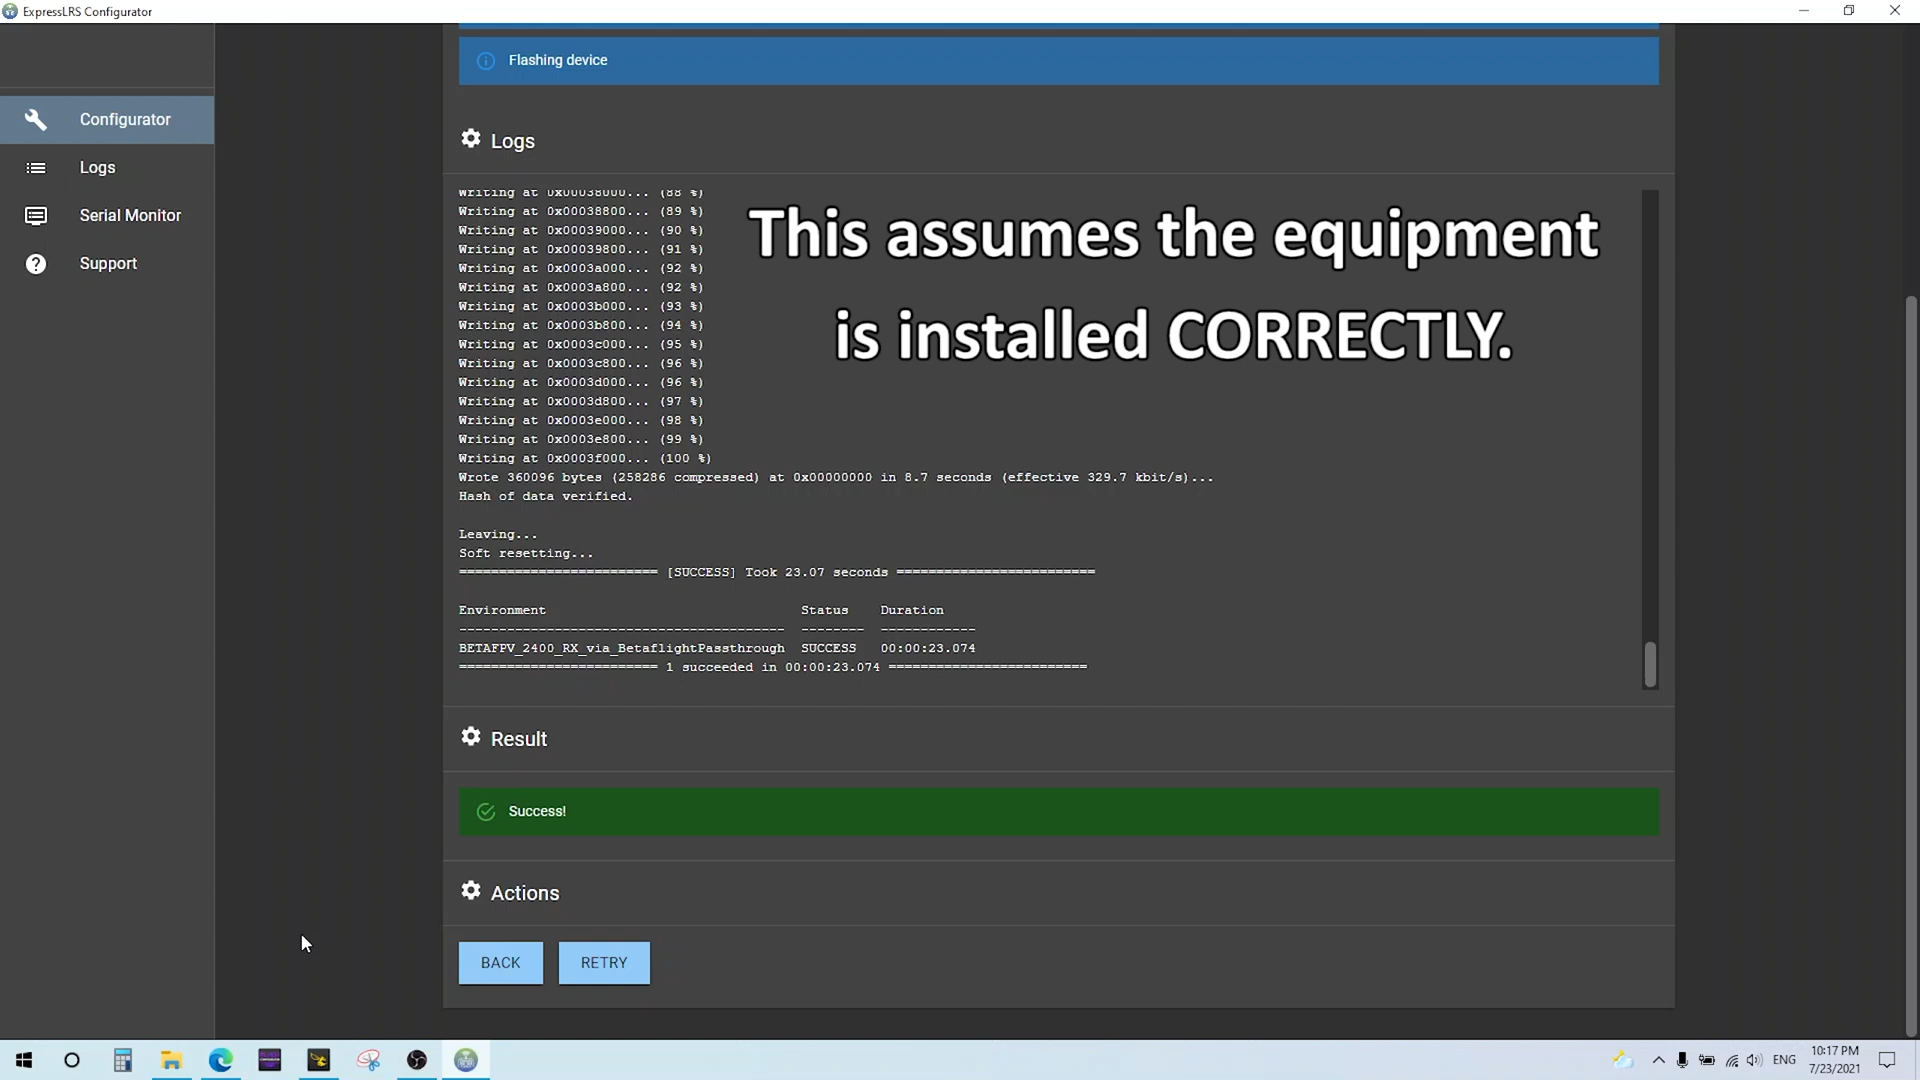 ExpressLRS Configurator
Flashing device
Configurator
Logs
Serial Monitor
Support
Logs
Writing at 0x00038000... (88 %)
Writing at 0x00038800... (89 %)
Writing at 0x00039000... (90 %)
Writing at 0x00039800... (91 %)
Writing at 0x0003a000... (92 %)
Writing at 0x0003a800... (92 %)
Writing at 0x0003b000... (93 %)
Writing at 0x0003b800... (94 %)
Writing at 0x0003c000... (95 %)
Writing at 0x0003c800... (96 %)
Writing at 0x0003d000... (96 %)
Writing at 0x0003d800... (97 %)
Writing at 0x0003e000... (98 %)
Writing at 0x0003e800... (99 %)
Writing at 0x0003f000... (100 %)
Wrote 360096 bytes (258286 compressed) at 0x00000000 in 8.7 seconds (effective 329.7 kbit/s)...
Hash of data verified.
Leaving...
Soft resetting...
========================= [SUCCESS] Took 23.07 seconds =========================
Environment Status Duration
----------------------------------------- -------- ------------
BETAFPV_2400_RX_via_BetaflightPassthrough SUCCESS 00:00:23.074
========================= 1 succeeded in 00:00:23.074 =========================
This assumes the equipment
is installed CORRECTLY.
Result
Success!
Actions
BACK RETRY
ENG
10:17 PM
7/23/2021